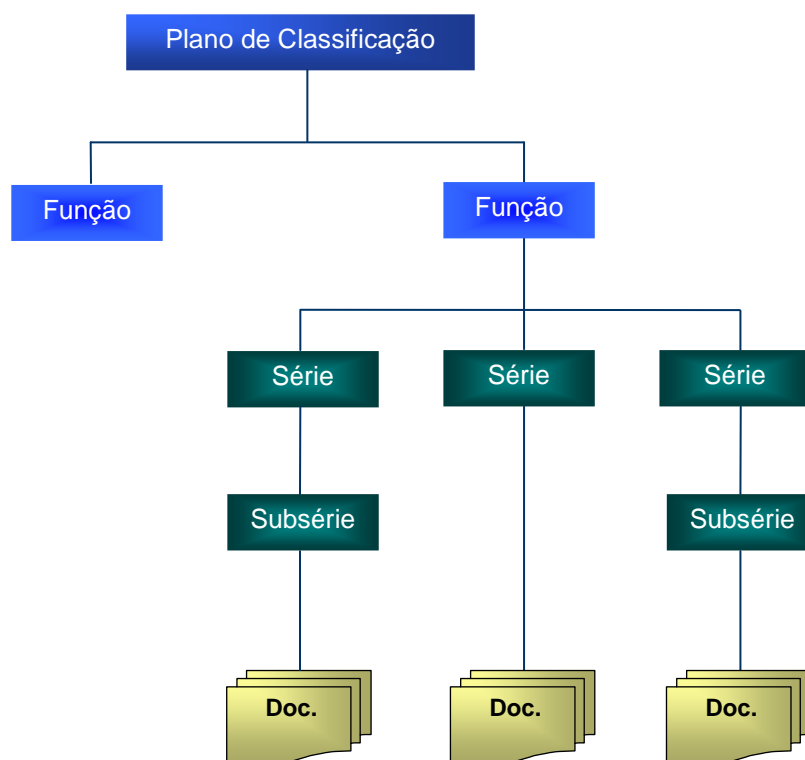 Plano de Classificação
Função
Função
Série
Série
Série
Subsérie
Subsérie
Doc.
Doc.
Doc.